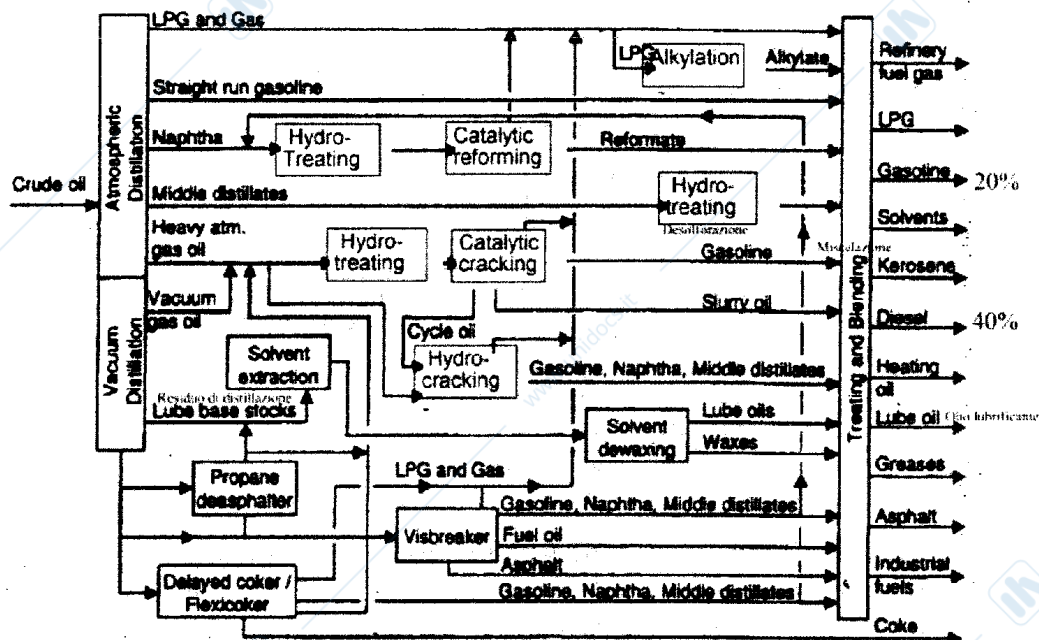 LPG and Gas
LPG
Alkylation
Alkylate
Refinery
fuel gas
Straight run gasoline
LPG
Naphtha
Hydro-
Treating
Catalytic
reforming
Reformate
Gasoline
20%
Crude oil
Atmospheric
Distillation
Middle distillates
Hydro-
treating
Desolforazione
Solvents
Heavy atm.
gas oil
Hydro-
treating
Catalytic
cracking
Gasoline
Miscelazione
Kerosene
Vacuum
gas oil
Slurry oil
Diesel
40%
Cycle oil
Vacuum
Distillation
Solvent
extraction
Hydro-
cracking
Gasoline, Naphtha, Middle distillates
Treating and Blending
Heating
oil
Residuo di distillazione
Lube base stocks
Solvent
dewaxing
Lube oils
Waxes
Lube oil
Olio lubrificante
Greases
Propane
deasphalter
LPG and Gas
Visbreaker
Gasoline, Naphtha, Middle distillates
Fuel oil
Asphalt
Asphalt
Delayed coker /
Flexicoker
Gasoline, Naphtha, Middle distillates
Industrial
fuels
Coke